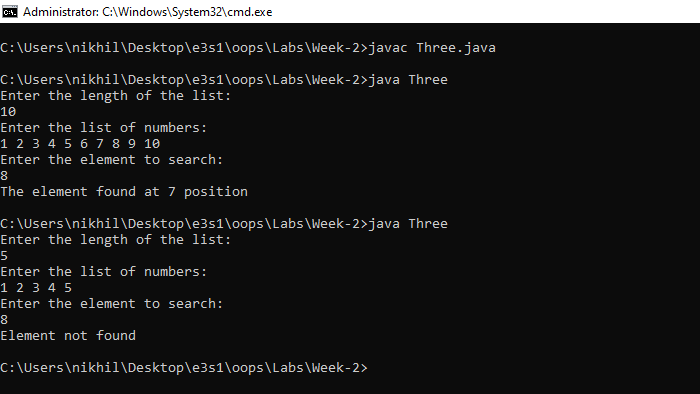 Administrator: C:\Windows\System32\cmd.exe
C:\Users\nikhil\Desktop\e3s1\oops\Labs\Week-2>javac Three.java
C:\Users\nikhil\Desktop\e3s1\oops\Labs\Week-2>java Three
Enter the length of the list:
10
Enter the list of numbers:
1 2 3 4 5 6 7 8 9 10
Enter the element to search:
8
The element found at 7 position
C:\Users\nikhil\Desktop\e3s1\oops\Labs\Week-2>java Three
Enter the length of the list:
5
Enter the list of numbers:
1 2 3 4 5
Enter the element to search:
8
Element not found
C:\Users\nikhil\Desktop\e3s1\oops\Labs\Week-2>